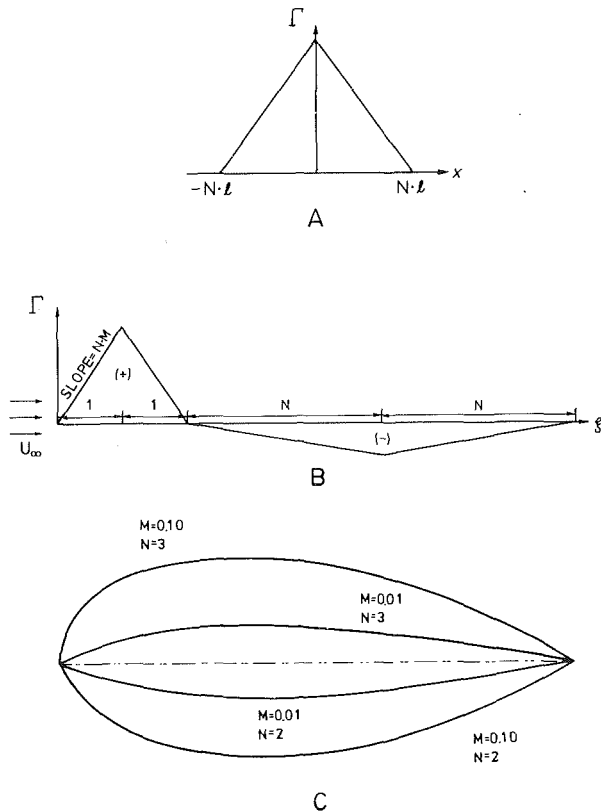 Γ
-N·ℓ
N·ℓ
x
A
Γ
SLOPE=N·M
(+)
1
1
N
N
(-)
ξ
U∞
B
M=0.10
N=3
M=0.01
N=3
M=0.01
N=2
M=0.10
N=2
C